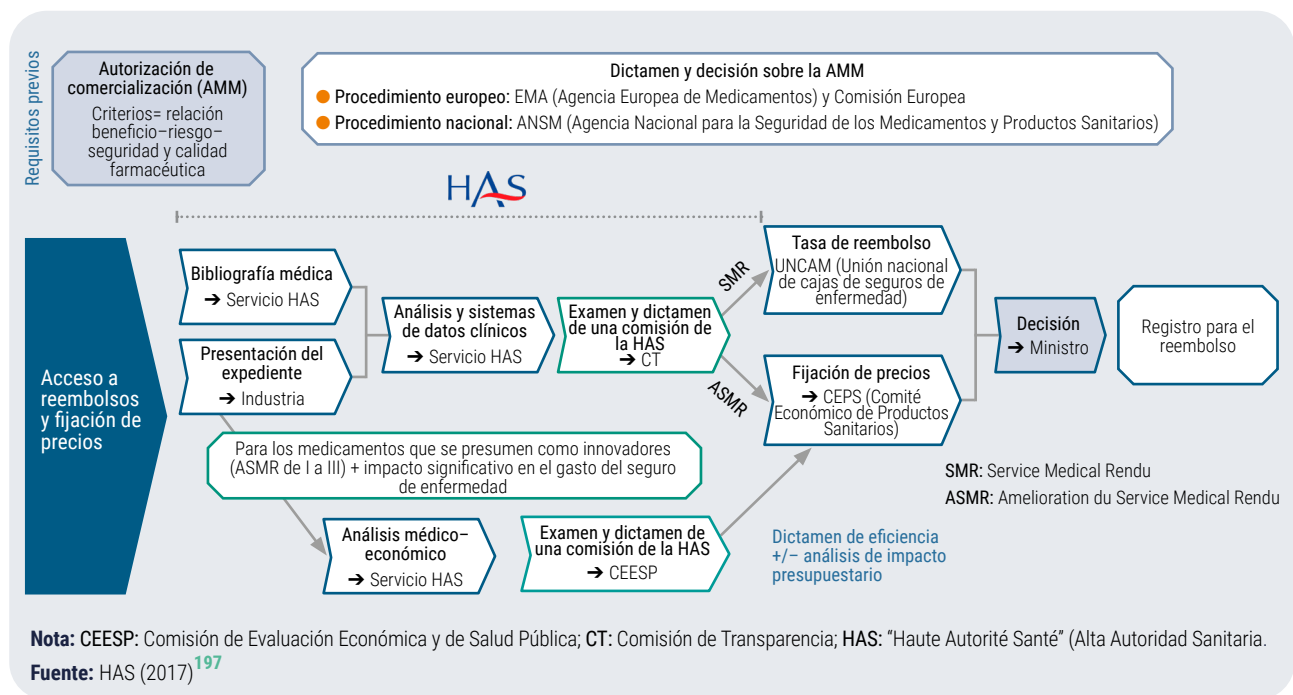 Requisitos previos
Autorización de
comercialización (AMM)
Criterios= relación
beneficio–riesgo–
seguridad y calidad
farmacéutica
Dictamen y decisión sobre la AMM
Procedimiento europeo: EMA (Agencia Europea de Medicamentos) y Comisión Europea
Procedimiento nacional: ANSM (Agencia Nacional para la Seguridad de los Medicamentos y Productos Sanitarios)
HAS
Acceso a
reembolsos
y fijación de
precios
Bibliografía médica
➔ Servicio HAS
Presentación del
expediente
➔ Industria
Análisis y sistemas
de datos clínicos
➔ Servicio HAS
Examen y dictamen
de una comisión de
la HAS
➔ CT
SMR
ASMR
Tasa de reembolso
UNCAM (Unión nacional
de cajas de seguros de
enfermedad)
Fijación de precios
➔ CEPS (Comité
Económico de Productos
Sanitarios)
Decisión
➔ Ministro
Registro para el
reembolso
Para los medicamentos que se presumen como innovadores
(ASMR de I a III) + impacto significativo en el gasto del seguro
de enfermedad
Análisis médico–
económico
➔ Servicio HAS
Examen y dictamen de
una comisión de la HAS
➔ CEESP
Dictamen de eficiencia
+/– análisis de impacto
presupuestario
SMR: Service Medical Rendu
ASMR: Amelioration du Service Medical Rendu
Nota: CEESP: Comisión de Evaluación Económica y de Salud Pública; CT: Comisión de Transparencia; HAS: “Haute Autorité Santé” (Alta Autoridad Sanitaria.
Fuente: HAS (2017)197